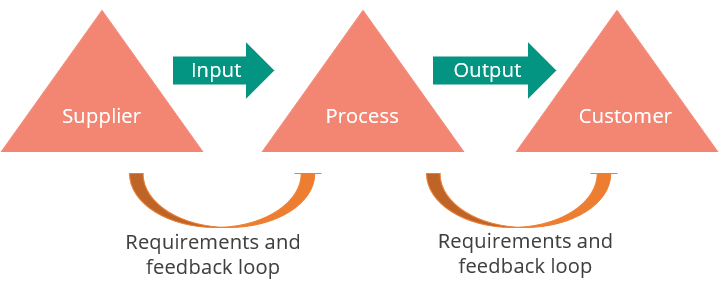 Input
Output
Supplier
Process
Customer
Requirements and
feedback loop
Requirements and
feedback loop